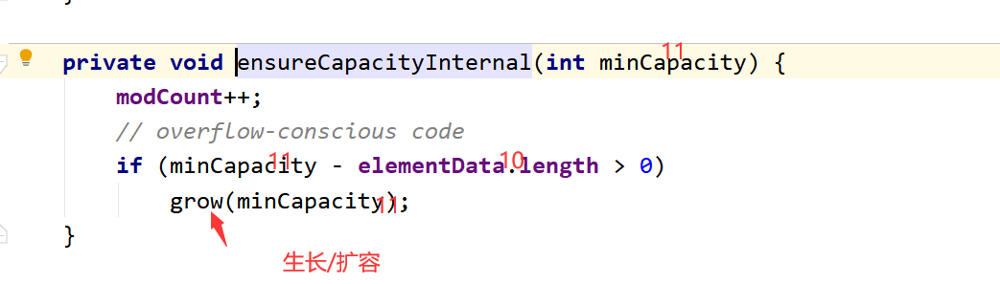 private void ensureCapacityInternal(int minCapacity) {
11
modCount++;
// overflow-conscious code
if (minCapacity - elementData.length > 0)
11 10
grow(minCapacity);
11
}
生长/扩容